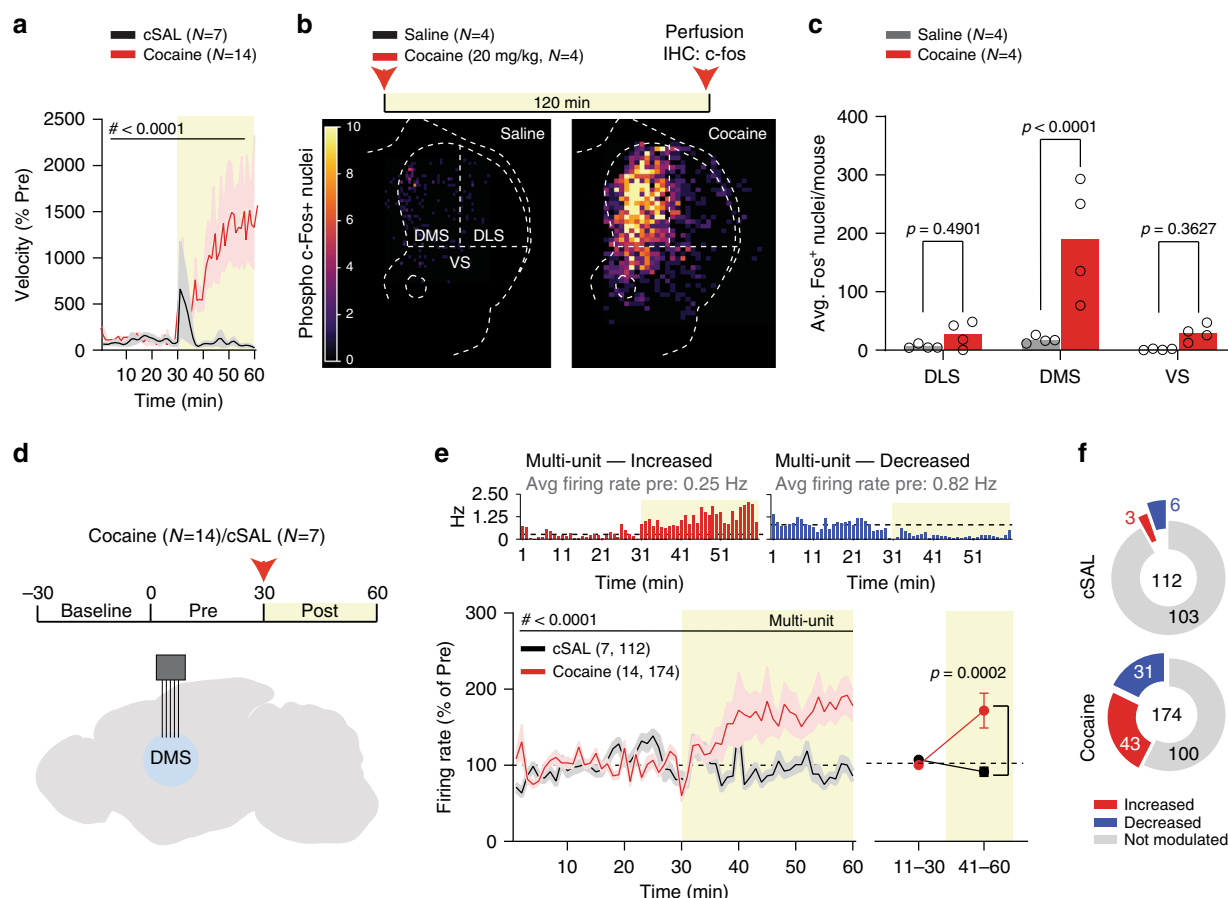 a
cSAL (N=7)
Cocaine (N=14)
# < 0.0001
Velocity (% Pre)
2500
2000
1500
1000
500
0
10 20 30 40 50 60
Time (min)
b
Saline (N=4)
Cocaine (20 mg/kg, N=4)
Perfusion
IHC: c-fos
120 min
Phospho c-Fos+ nuclei
10
8
6
4
2
0
Saline
DMS
DLS
VS
Cocaine
c
Saline (N=4)
Cocaine (N=4)
Avg. Fos+ nuclei/mouse
400
300
200
100
0
p = 0.4901
p < 0.0001
p = 0.3627
DLS
DMS
VS
d
Cocaine (N=14)/cSAL (N=7)
–30
0
30
60
Baseline
Pre
Post
DMS
e
Multi-unit — Increased
Avg firing rate pre: 0.25 Hz
Hz
2.50
1.25
0
1 11 21 31 41 51
Time (min)
Multi-unit — Decreased
Avg firing rate pre: 0.82 Hz
1 11 21 31 41 51
Time (min)
Firing rate (% of Pre)
300
200
100
0
# < 0.0001
Multi-unit
cSAL (7, 112)
Cocaine (14, 174)
10 20 30 40 50 60
Time (min)
p = 0.0002
11–30
41–60
f
cSAL
3
6
112
103
Cocaine
31
43
174
100
Increased
Decreased
Not modulated